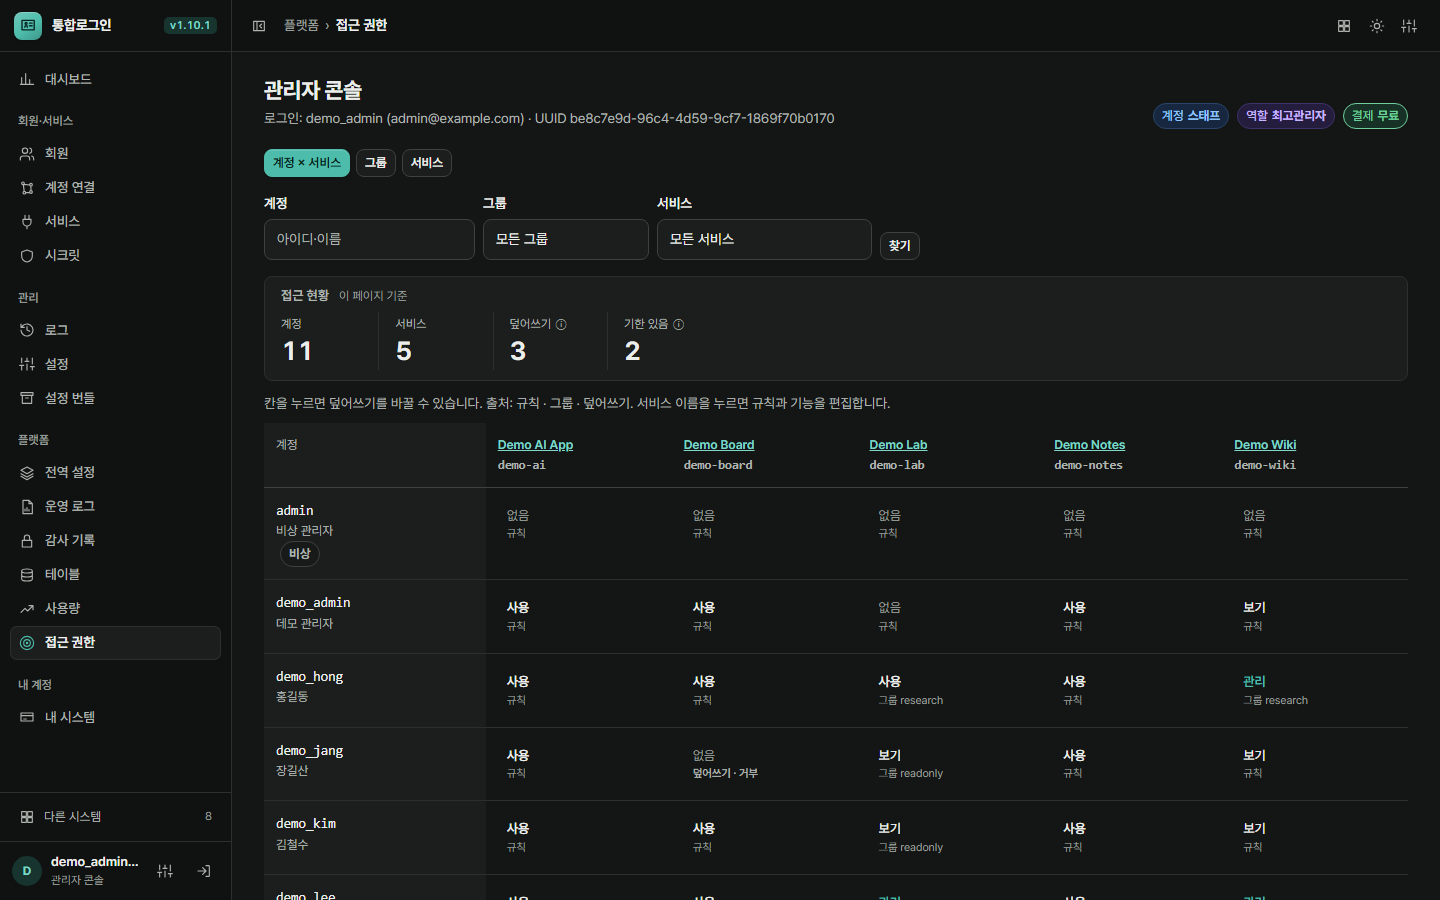 통합로그인
v1.10.1
플랫폼 › 접근 권한
대시보드
회원·서비스
회원
계정 연결
서비스
시크릿
관리
로그
설정
설정 번들
플랫폼
전역 설정
운영 로그
감사 기록
테이블
사용량
접근 권한
내 계정
내 시스템
다른 시스템 8
D
demo_admin...
관리자 콘솔
관리자 콘솔
로그인: demo_admin (admin@example.com) · UUID be8c7e9d-96c4-4d59-9cf7-1869f70b0170
계정 스태프
역할 최고관리자
결제 무료
계정 × 서비스
그룹
서비스
계정 그룹 서비스
아이디·이름 모든 그룹 모든 서비스 찾기
접근 현황 이 페이지 기준
계정 서비스 덮어쓰기 기한 있음
11 5 3 2
칸을 누르면 덮어쓰기를 바꿀 수 있습니다. 출처: 규칙 · 그룹 · 덮어쓰기. 서비스 이름을 누르면 규칙과 기능을 편집합니다.
계정 Demo AI App Demo Board Demo Lab Demo Notes Demo Wiki
demo-ai demo-board demo-lab demo-notes demo-wiki
admin 없음 없음 없음 없음 없음
비상 관리자 규칙 규칙 규칙 규칙 규칙
비상
demo_admin 사용 사용 없음 사용 보기
데모 관리자 규칙 규칙 규칙 규칙 규칙
demo_hong 사용 사용 사용 사용 관리
홍길동 규칙 규칙 그룹 research 규칙 그룹 research
demo_jang 사용 없음 보기 사용 보기
장길산 규칙 덮어쓰기 · 거부 그룹 readonly 규칙 규칙
demo_kim 사용 사용 보기 사용 보기
김철수 규칙 규칙 그룹 readonly 규칙 규칙
demo_lee